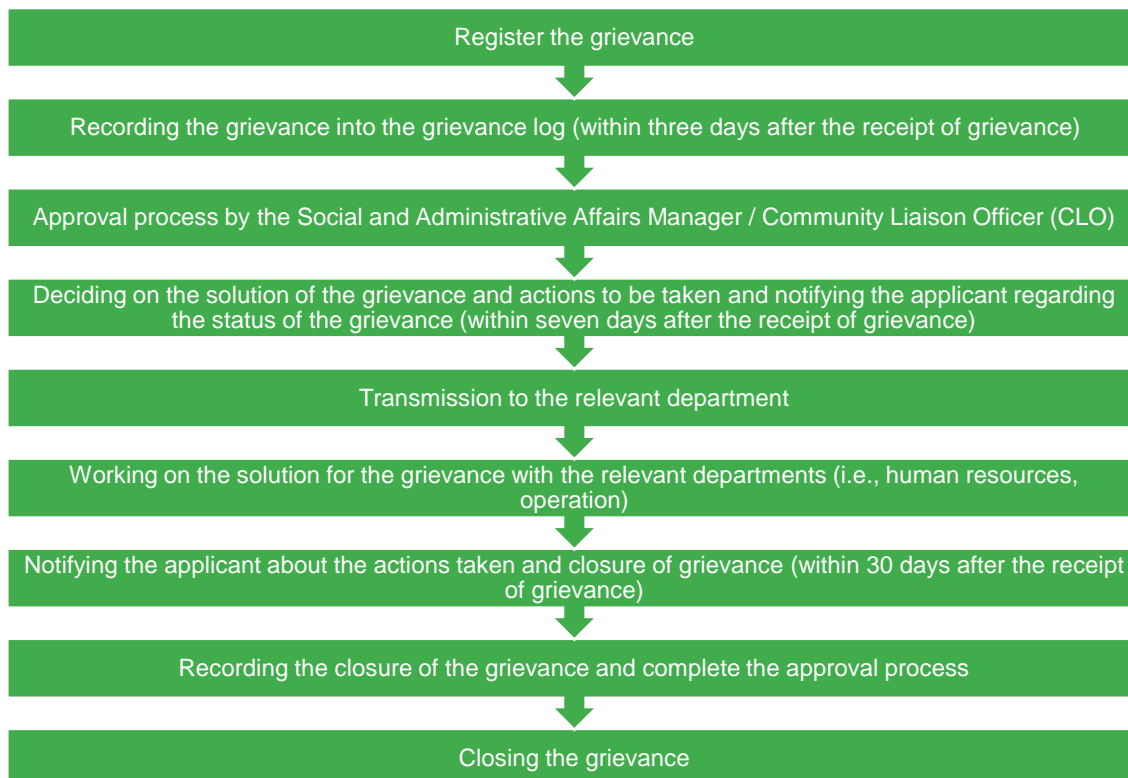 Register the grievance
Recording the grievance into the grievance log (within three days after the receipt of grievance)
Approval process by the Social and Administrative Affairs Manager / Community Liaison Officer (CLO)
Deciding on the solution of the grievance and actions to be taken and notifying the applicant regarding
the status of the grievance (within seven days after the receipt of grievance)
Transmission to the relevant department
Working on the solution for the grievance with the relevant departments (i.e., human resources,
operation)
Notifying the applicant about the actions taken and closure of grievance (within 30 days after the receipt
of grievance)
Recording the closure of the grievance and complete the approval process
Closing the grievance